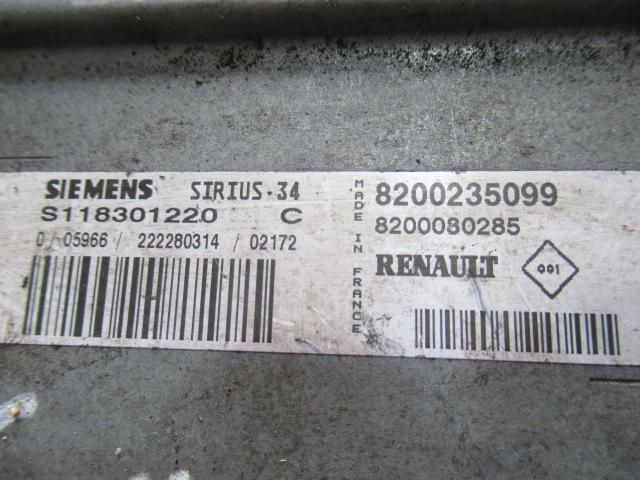 SIEMENS SIRIUS·34
S118301220 C
0 / 05966 / 222280314 / 02172
MADE IN FRANCE
8200235099
8200080285
RENAULT 001